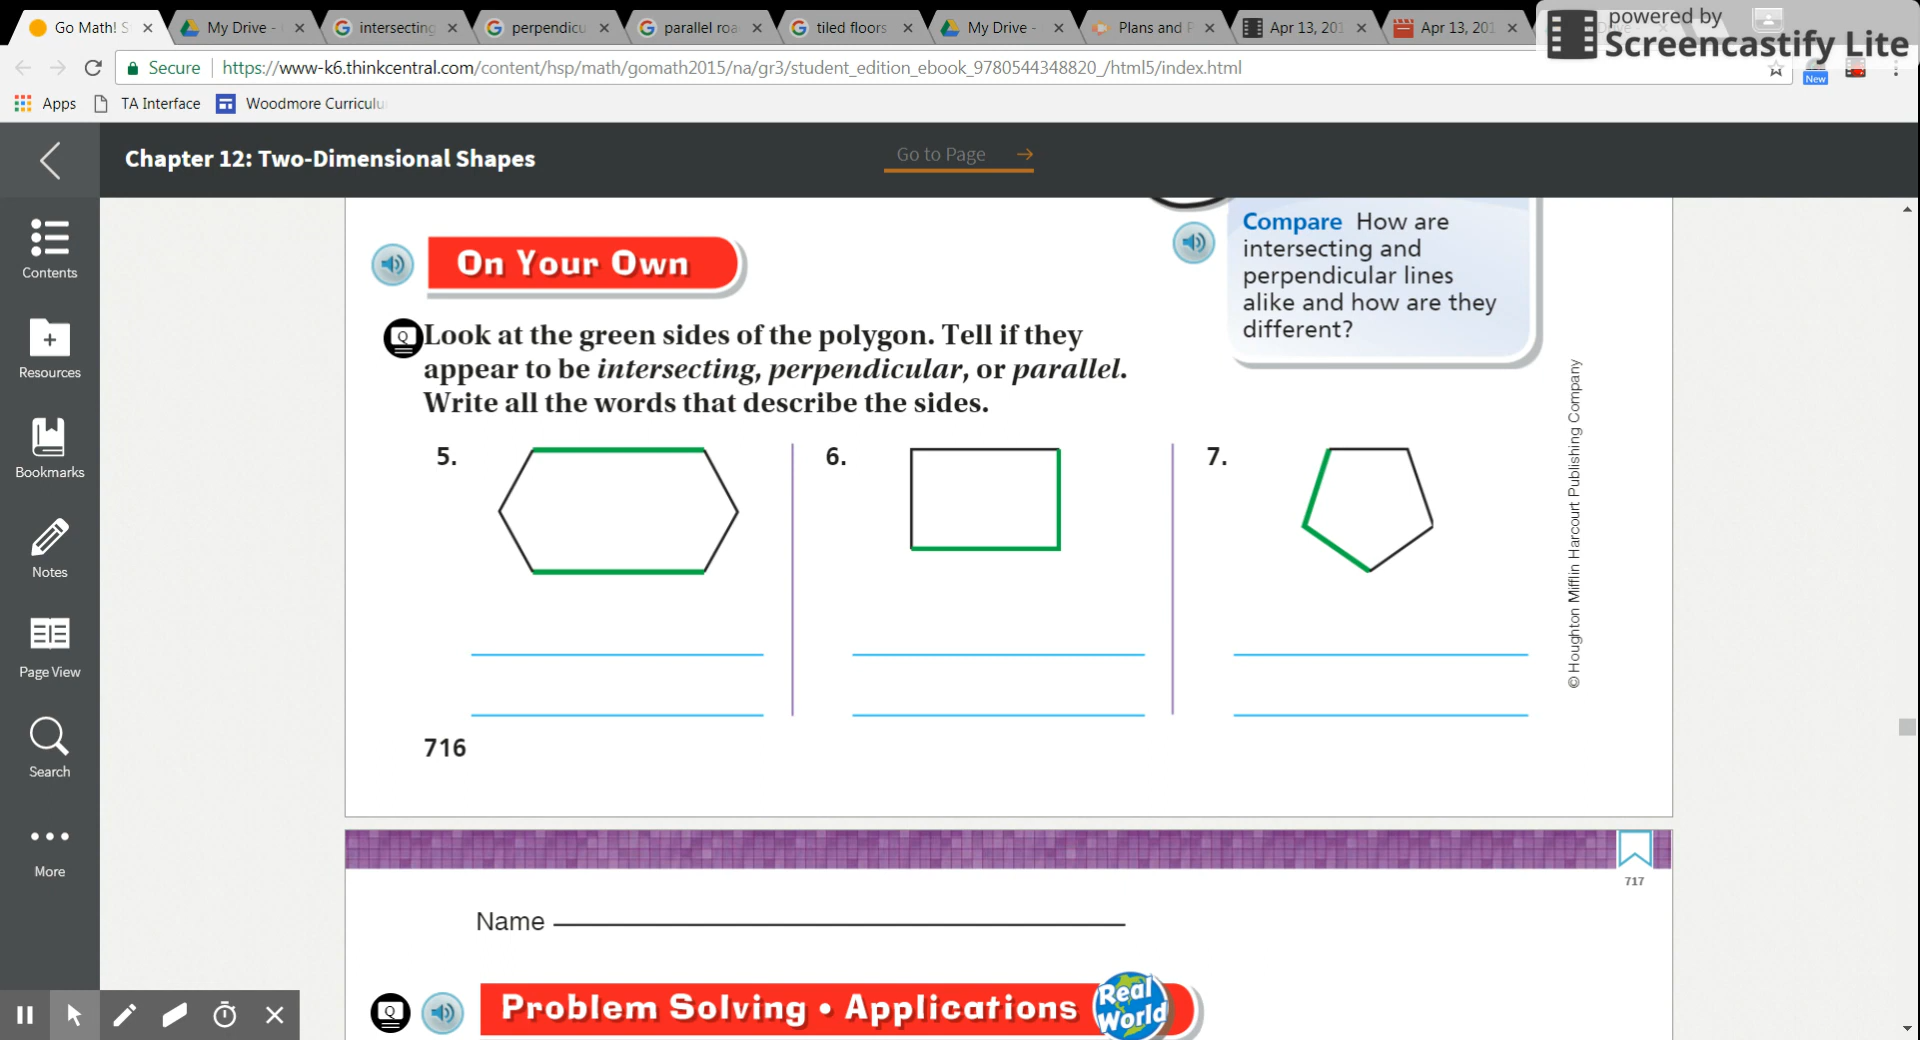 Go Math! S
My Drive -
intersecting
perpendicu
parallel roa
tiled floors
My Drive -
Plans and P
Apr 13, 201
Apr 13, 201
powered by
Screencastify Lite
Secure
https://www-k6.thinkcentral.com/content/hsp/math/gomath2015/na/gr3/student_edition_ebook_9780544348820_/html5/index.html
New
Apps
TA Interface
Woodmore Curriculu
Chapter 12: Two-Dimensional Shapes
Go to Page
Contents
Resources
Bookmarks
Notes
Page View
Search
More
On Your Own
Compare How are
intersecting and
perpendicular lines
alike and how are they
different?
Q
Look at the green sides of the polygon. Tell if they
appear to be intersecting, perpendicular, or parallel.
Write all the words that describe the sides.
5.
6.
7.
© Houghton Mifflin Harcourt Publishing Company
716
717
Name
Q
Problem Solving • Applications
Real
World